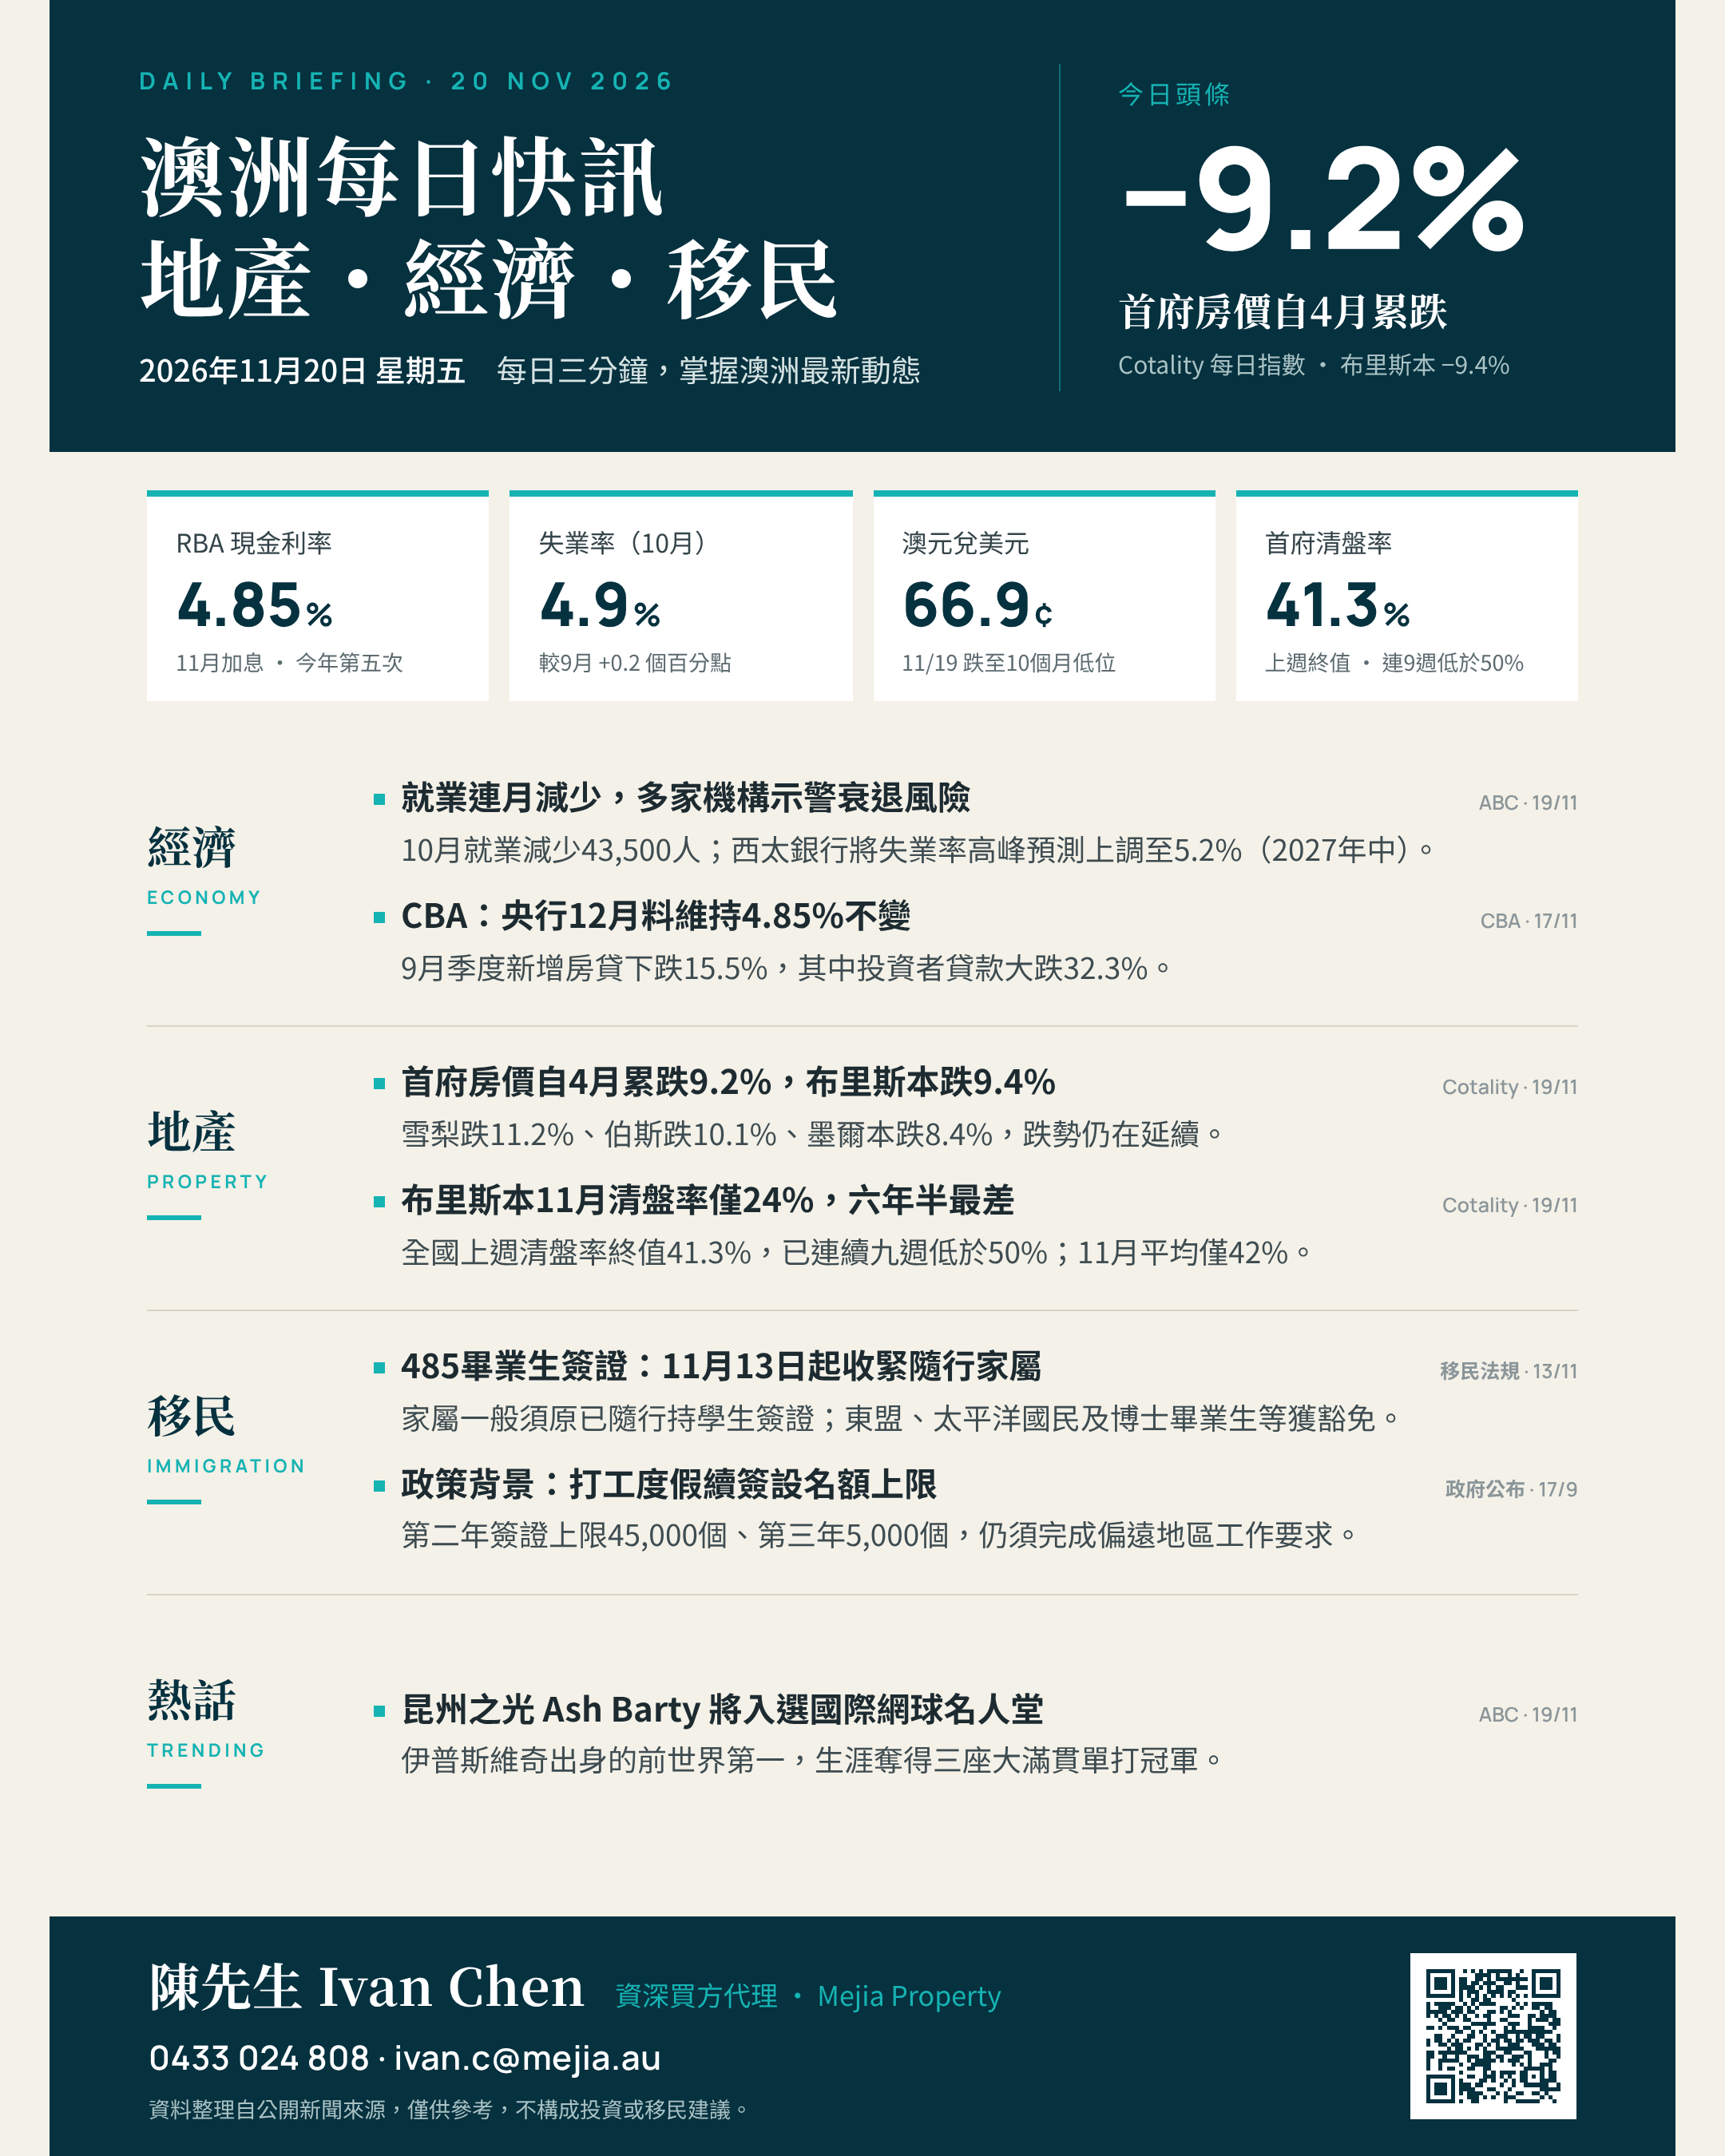 DAILY BRIEFING · 20 NOV 2026
澳洲每日快訊
地產・經濟・移民
2026年11月20日 星期五 每日三分鐘，掌握澳洲最新動態
今日頭條
−9.2%
首府房價自4月累跌
Cotality 每日指數 · 布里斯本 −9.4%
RBA 現金利率
4.85%
11月加息 · 今年第五次
失業率（10月）
4.9%
較9月 +0.2 個百分點
澳元兌美元
66.9¢
11/19 跌至10個月低位
首府清盤率
41.3%
上週終值 · 連9週低於50%
經濟
ECONOMY
就業連月減少，多家機構示警衰退風險
ABC · 19/11
10月就業減少43,500人；西太銀行將失業率高峰預測上調至5.2%（2027年中）。
CBA：央行12月料維持4.85%不變
CBA · 17/11
9月季度新增房貸下跌15.5%，其中投資者貸款大跌32.3%。
地產
PROPERTY
首府房價自4月累跌9.2%，布里斯本跌9.4%
Cotality · 19/11
雪梨跌11.2%、伯斯跌10.1%、墨爾本跌8.4%，跌勢仍在延續。
布里斯本11月清盤率僅24%，六年半最差
Cotality · 19/11
全國上週清盤率終值41.3%，已連續九週低於50%；11月平均僅42%。
移民
IMMIGRATION
485畢業生簽證：11月13日起收緊隨行家屬
移民法規 · 13/11
家屬一般須原已隨行持學生簽證；東盟、太平洋國民及博士畢業生等獲豁免。
政策背景：打工度假續簽設名額上限
政府公布 · 17/9
第二年簽證上限45,000個、第三年5,000個，仍須完成偏遠地區工作要求。
熱話
TRENDING
昆州之光 Ash Barty 將入選國際網球名人堂
ABC · 19/11
伊普斯維奇出身的前世界第一，生涯奪得三座大滿貫單打冠軍。
陳先生 Ivan Chen 資深買方代理 · Mejia Property
0433 024 808 · ivan.c@mejia.au
資料整理自公開新聞來源，僅供參考，不構成投資或移民建議。